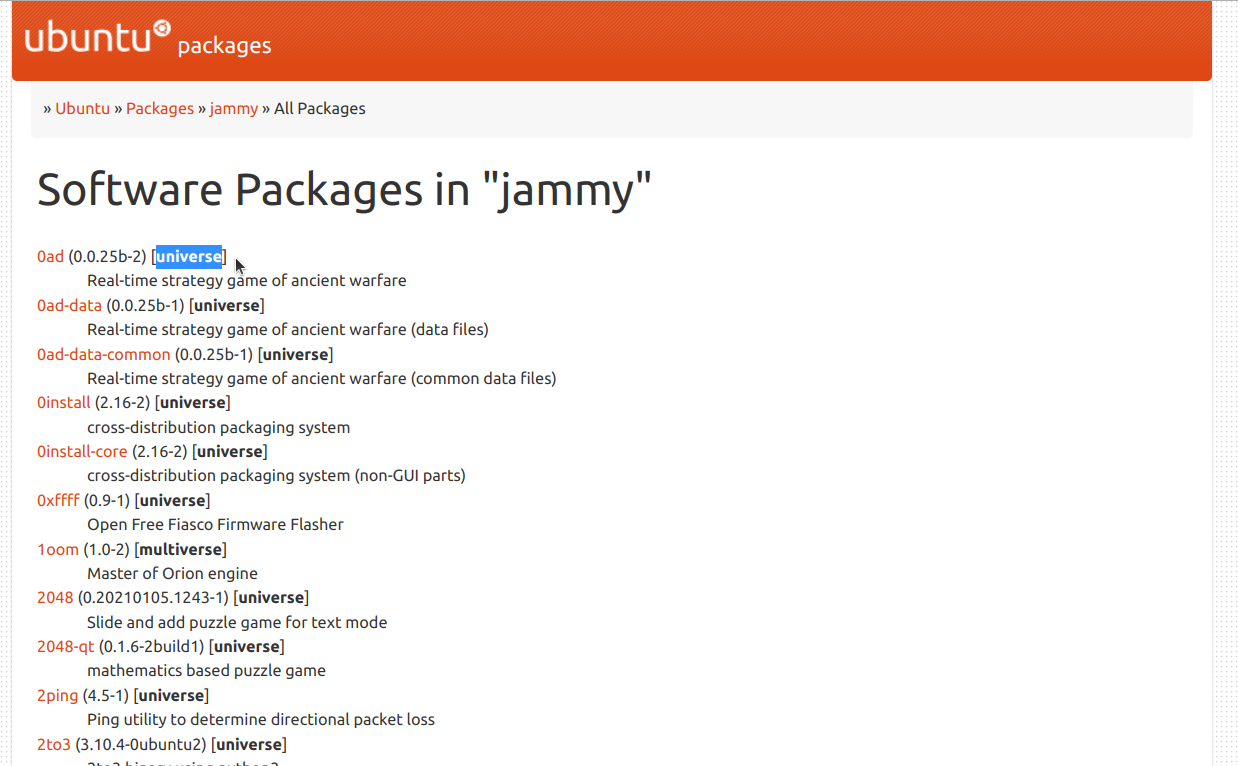 ubuntu packages
» Ubuntu » Packages » jammy » All Packages
Software Packages in "jammy"
0ad (0.0.25b-2) [universe]
Real-time strategy game of ancient warfare
0ad-data (0.0.25b-1) [universe]
Real-time strategy game of ancient warfare (data files)
0ad-data-common (0.0.25b-1) [universe]
Real-time strategy game of ancient warfare (common data files)
0install (2.16-2) [universe]
cross-distribution packaging system
0install-core (2.16-2) [universe]
cross-distribution packaging system (non-GUI parts)
0xffff (0.9-1) [universe]
Open Free Fiasco Firmware Flasher
1oom (1.0-2) [multiverse]
Master of Orion engine
2048 (0.20210105.1243-1) [universe]
Slide and add puzzle game for text mode
2048-qt (0.1.6-2build1) [universe]
mathematics based puzzle game
2ping (4.5-1) [universe]
Ping utility to determine directional packet loss
2to3 (3.10.4-0ubuntu2) [universe]
2to3 binary using python3